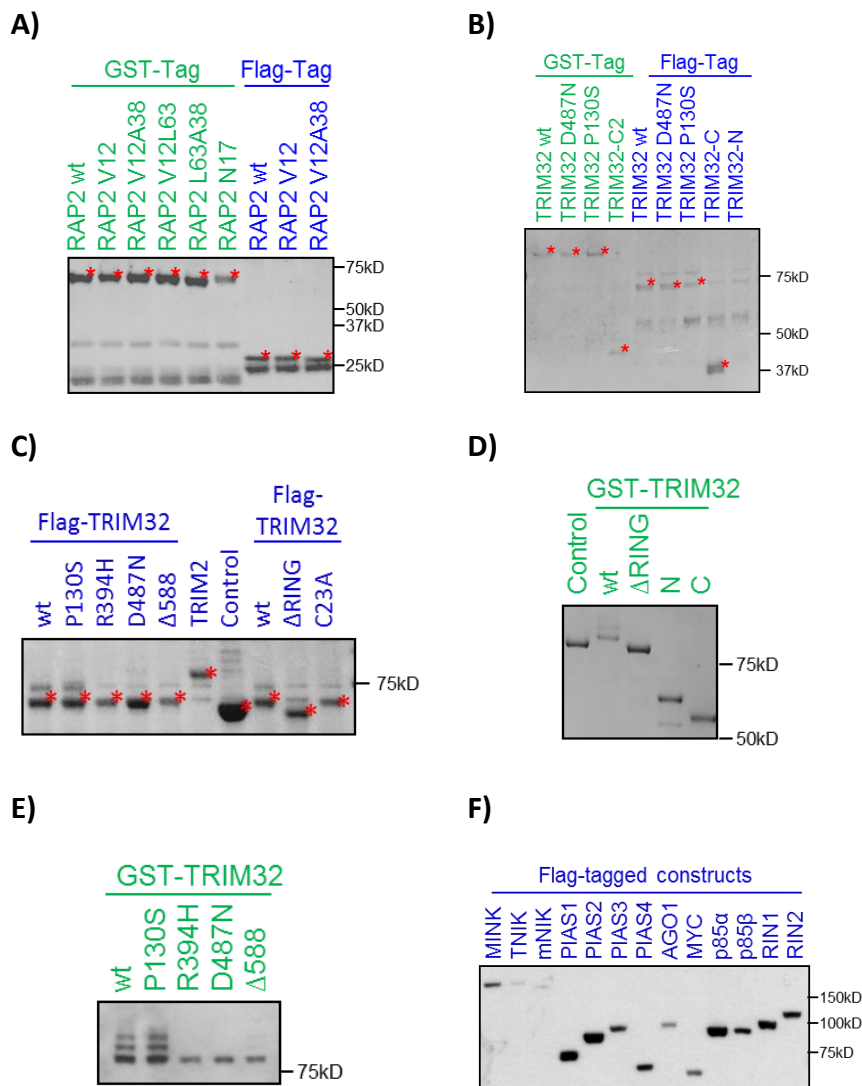 A)
GST-Tag Flag-Tag
RAP2 wt
RAP2 V12
RAP2 V12A38
RAP2 V12L63
RAP2 L63A38
RAP2 N17
RAP2 wt
RAP2 V12
RAP2 V12A38
75kD
50kD
37kD
25kD
B)
GST-Tag Flag-Tag
TRIM32 wt
TRIM32 D487N
TRIM32 P130S
TRIM32-C2
TRIM32 wt
TRIM32 D487N
TRIM32 P130S
TRIM32-C
TRIM32-N
75kD
50kD
37kD
C)
Flag-TRIM32
Flag-
TRIM32
wt
P130S
R394H
D487N
Δ588
TRIM2
Control
wt
ΔRING
C23A
75kD
D)
GST-TRIM32
Control
wt
ΔRING
N
C
75kD
50kD
E)
GST-TRIM32
wt
P130S
R394H
D487N
Δ588
75kD
F)
Flag-tagged constructs
MINK
TNIK
mNIK
PIAS1
PIAS2
PIAS3
PIAS4
AGO1
MYC
p85α
p85β
RIN1
RIN2
150kD
100kD
75kD